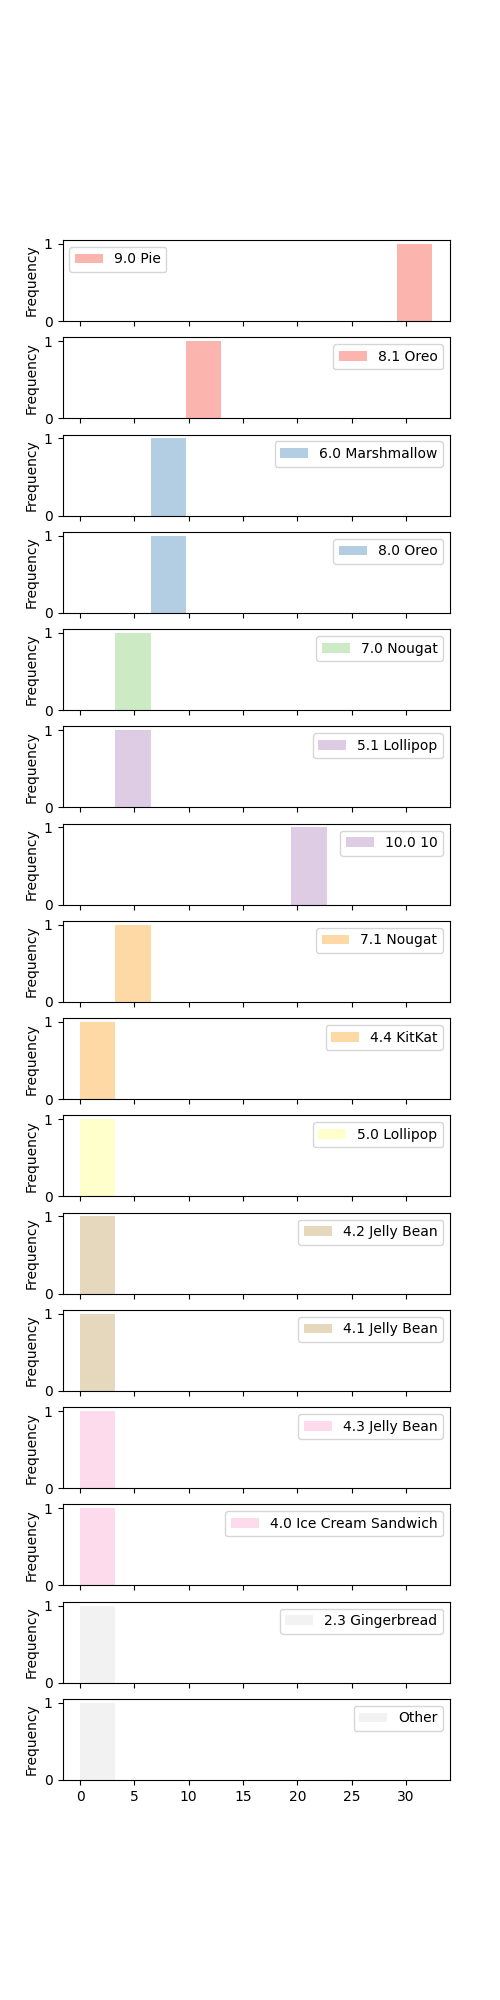 Frequency
1
0
9.0 Pie
Frequency
1
0
8.1 Oreo
Frequency
1
0
6.0 Marshmallow
Frequency
1
0
8.0 Oreo
Frequency
1
0
7.0 Nougat
Frequency
1
0
5.1 Lollipop
Frequency
1
0
10.0 10
Frequency
1
0
7.1 Nougat
Frequency
1
0
4.4 KitKat
Frequency
1
0
5.0 Lollipop
Frequency
1
0
4.2 Jelly Bean
Frequency
1
0
4.1 Jelly Bean
Frequency
1
0
4.3 Jelly Bean
Frequency
1
0
4.0 Ice Cream Sandwich
Frequency
1
0
2.3 Gingerbread
Frequency
1
0
Other
0 5 10 15 20 25 30